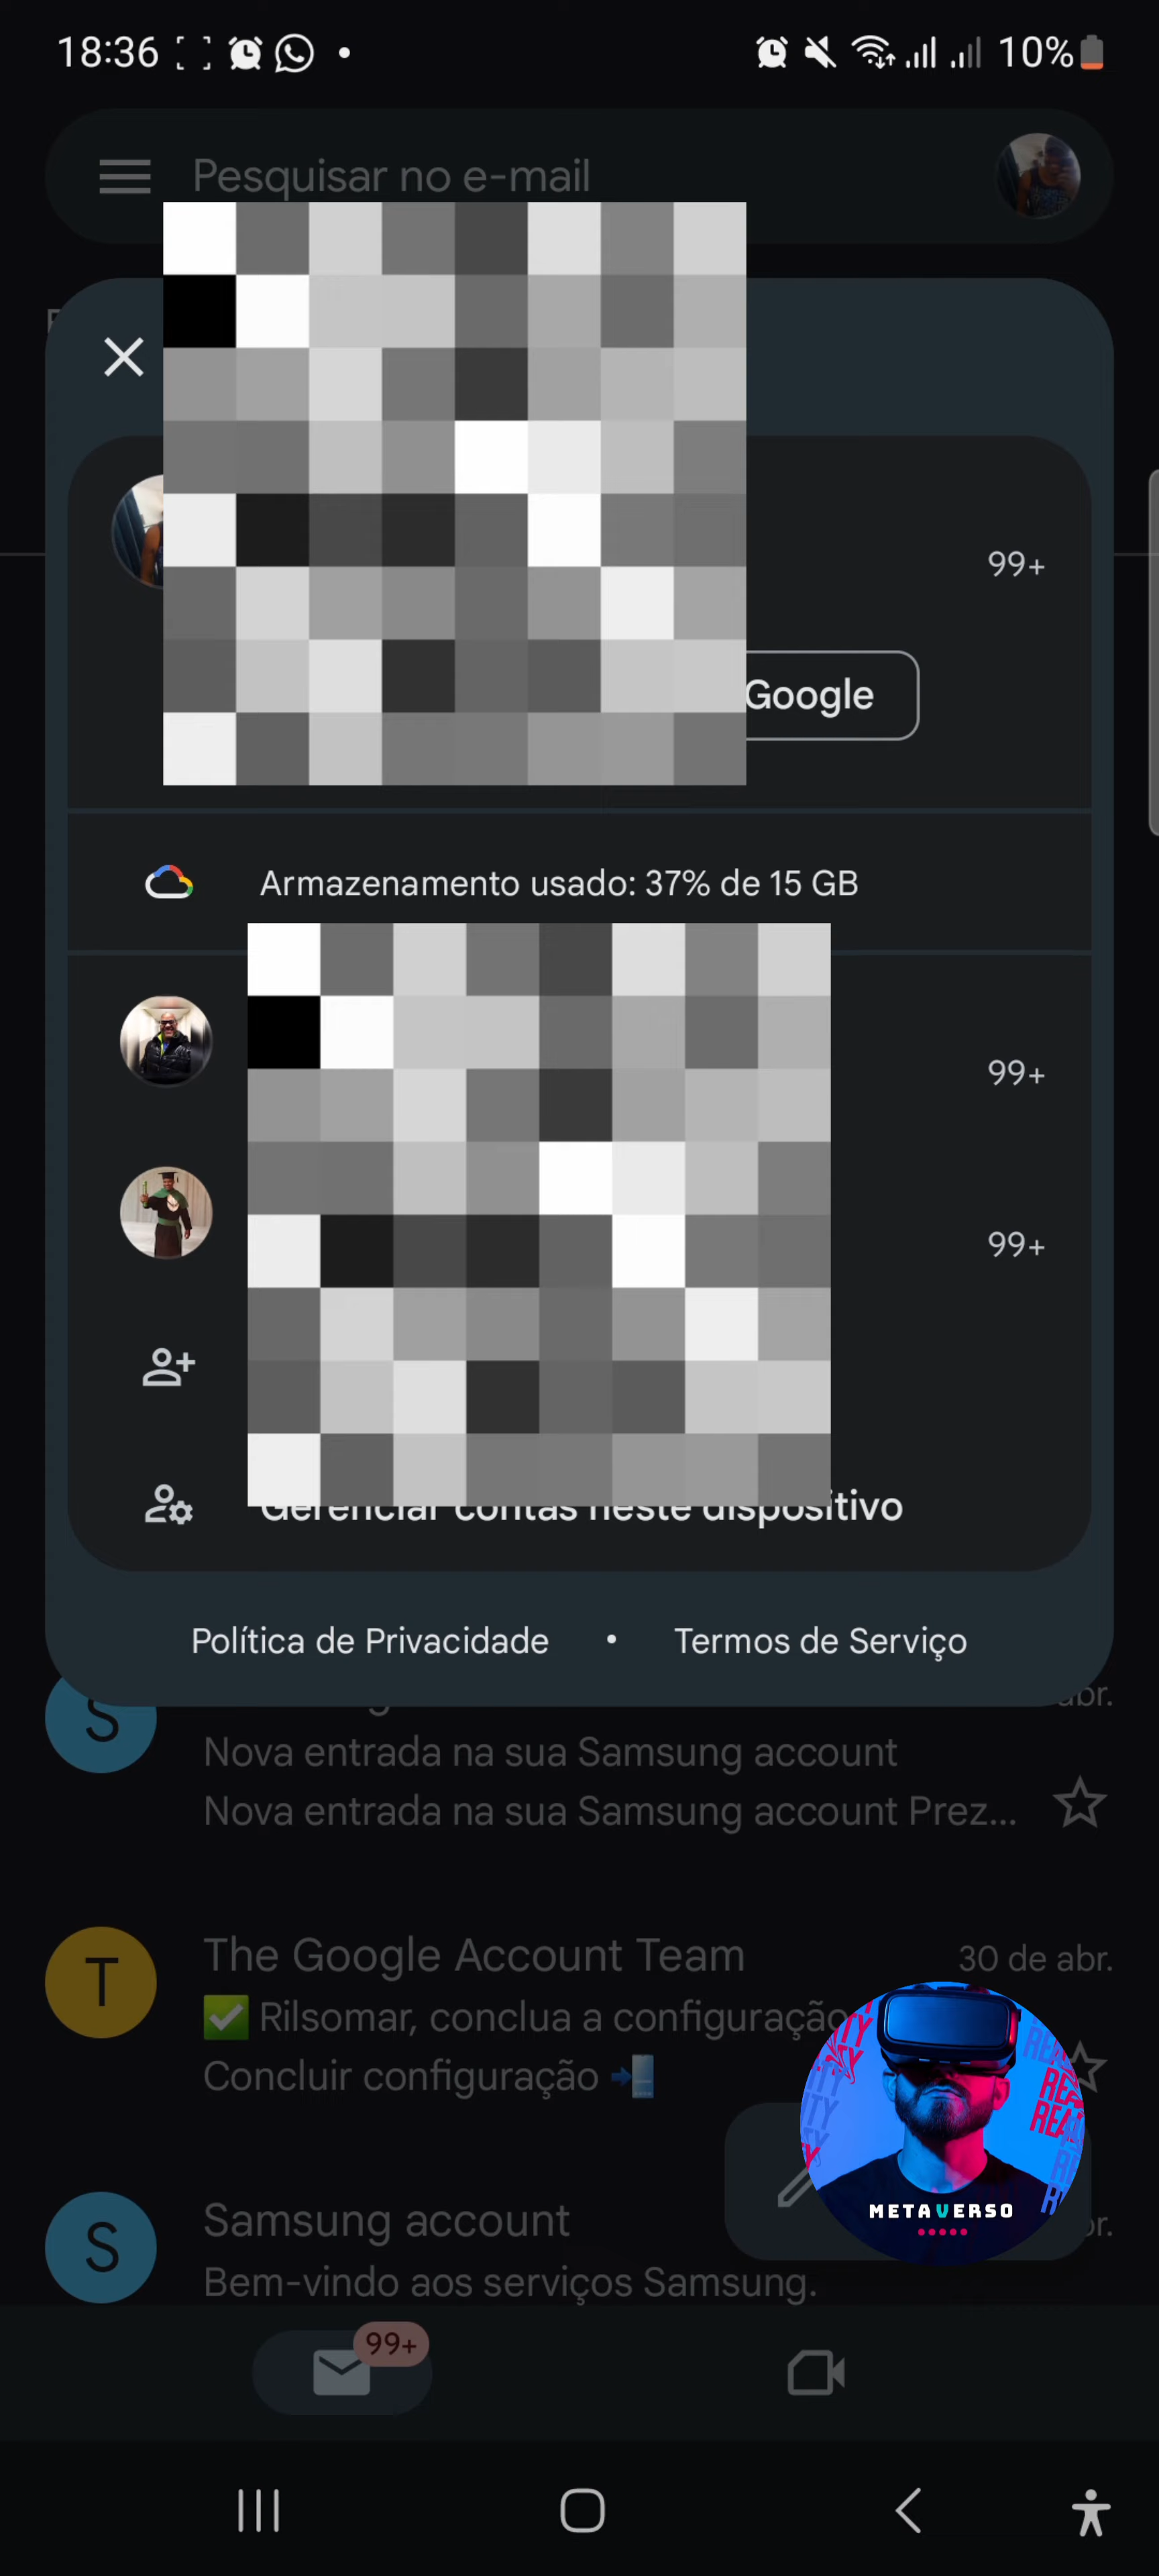 18:36
10%
Pesquisar no e-mail
99+
Google
Armazenamento usado: 37% de 15 GB
99+
99+
Gerenciar contas neste dispositivo
Política de Privacidade • Termos de Serviço
abr.
Nova entrada na sua Samsung account
Nova entrada na sua Samsung account Prez...
T
The Google Account Team
30 de abr.
✅ Rilsomar, conclua a configuração
Concluir configuração 📲
METAVERSO
S
Samsung account
Bem-vindo aos serviços Samsung.
99+